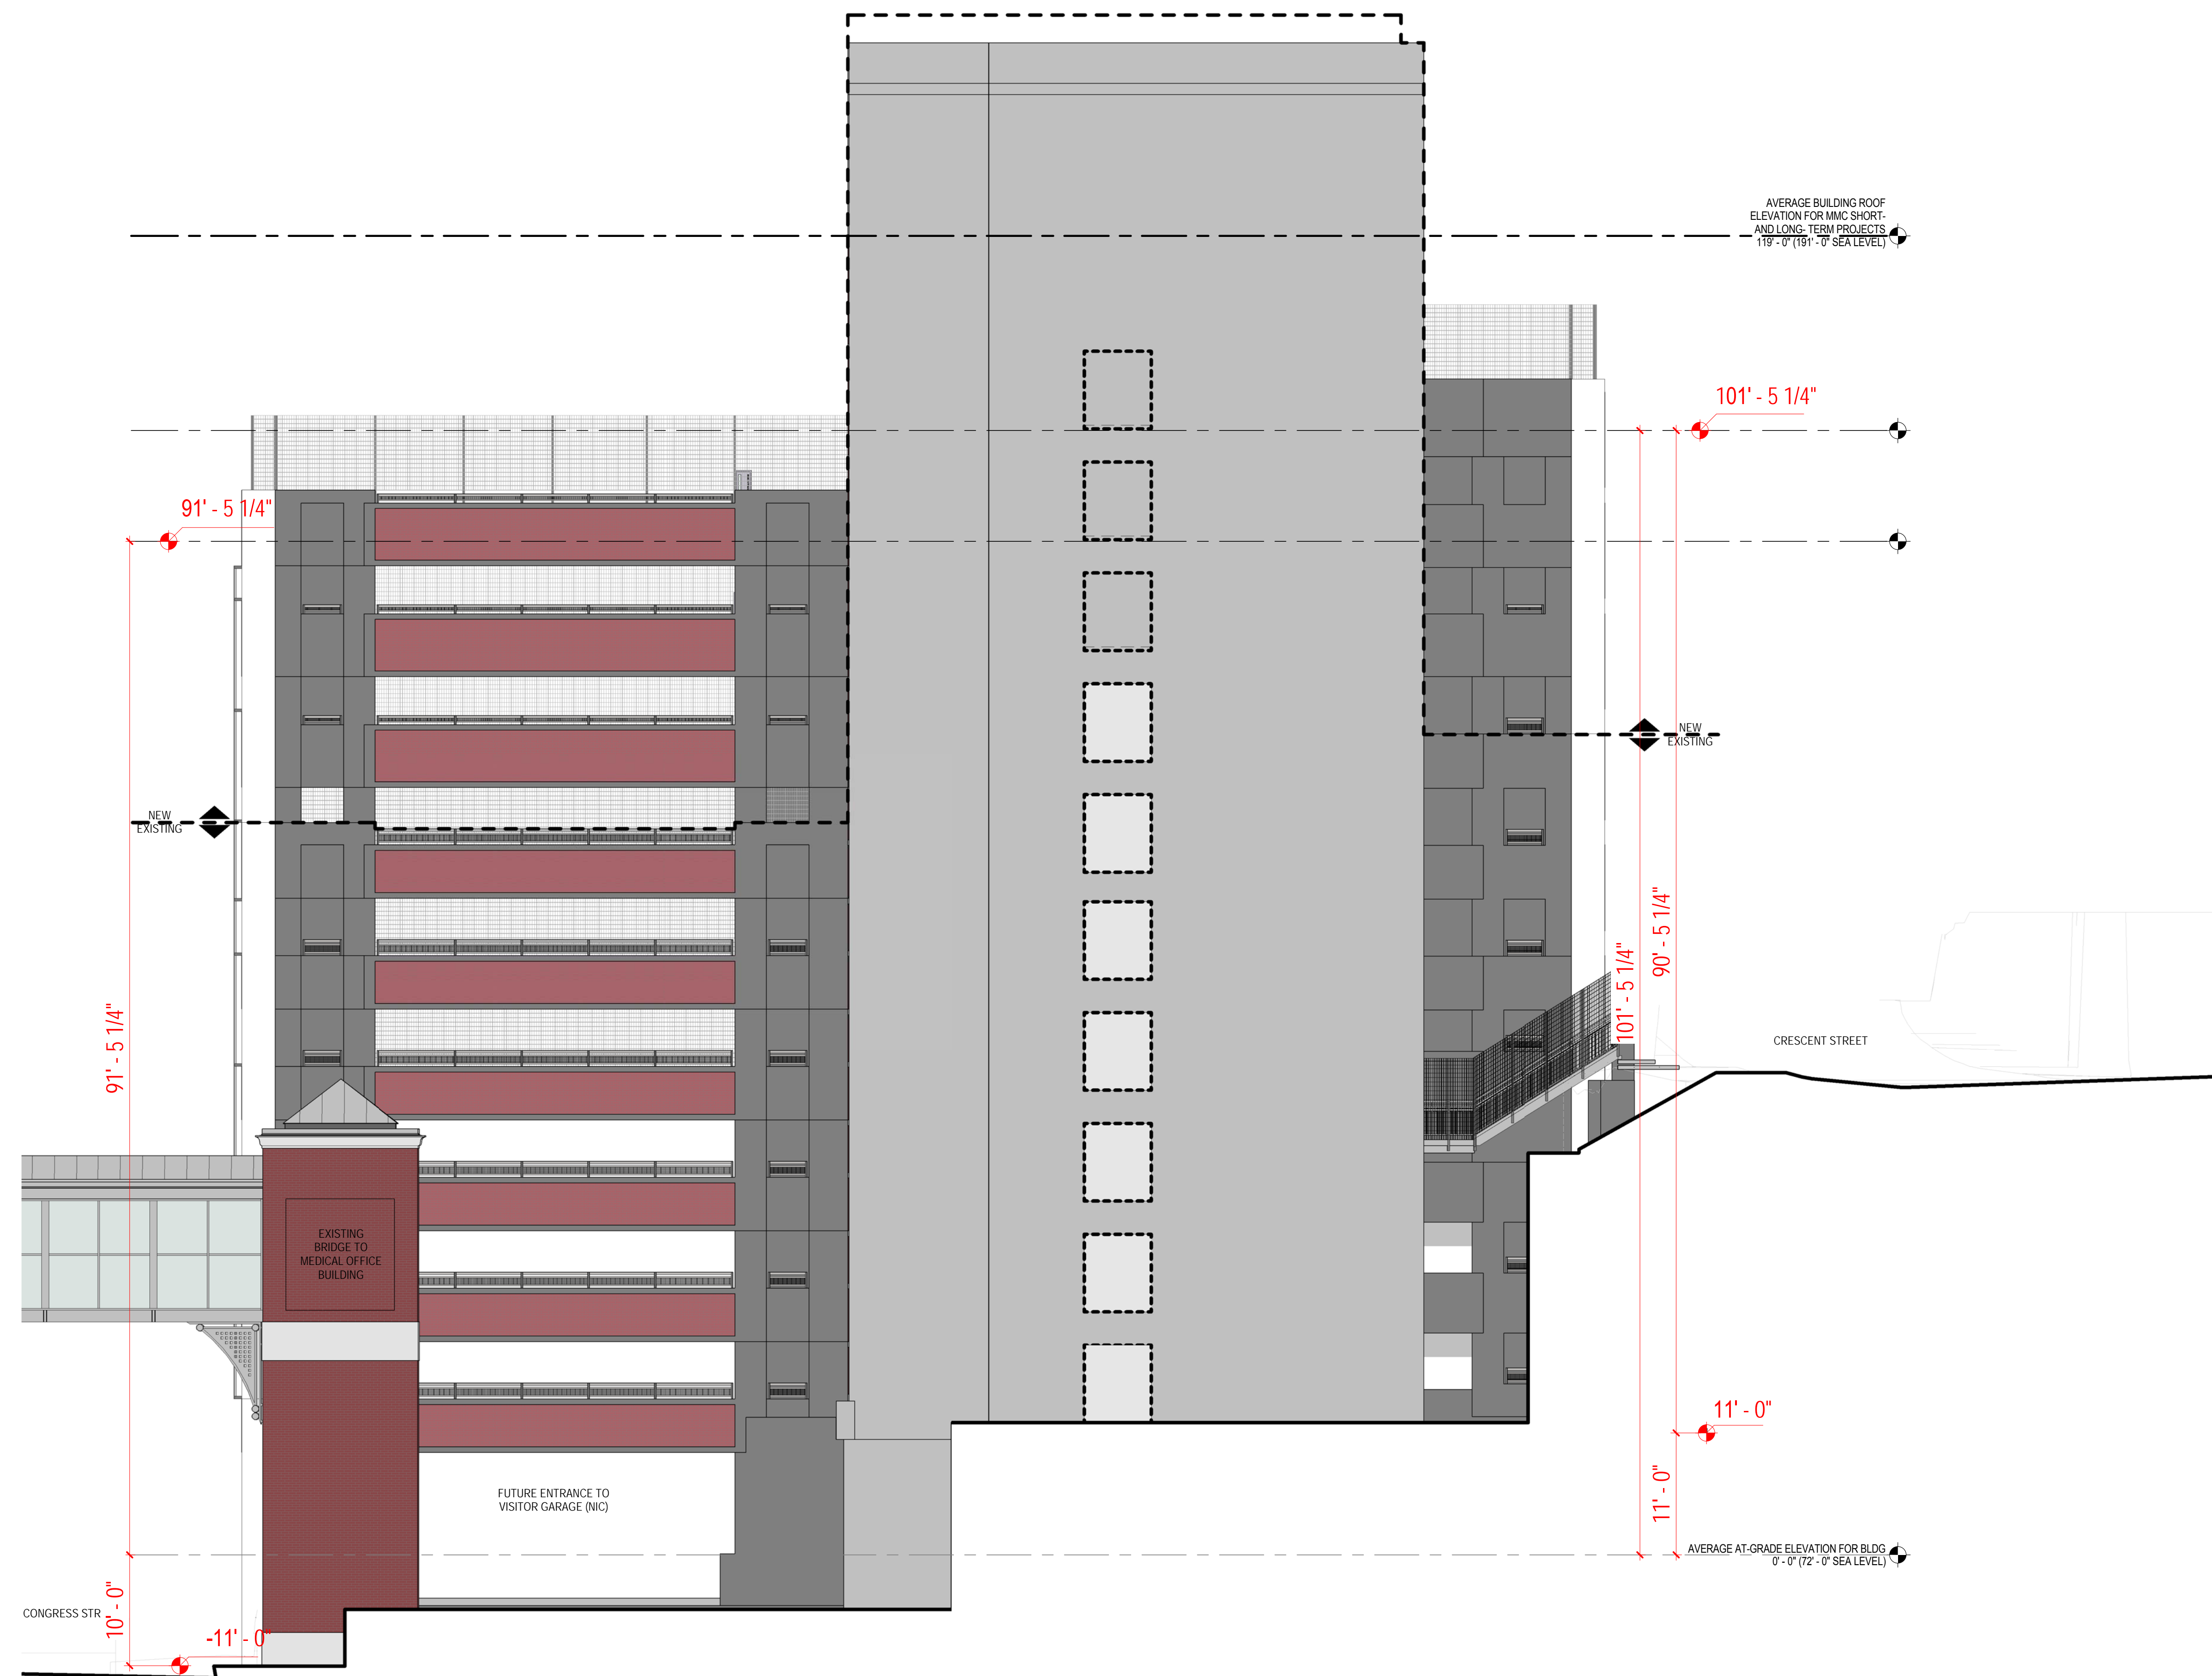 AVERAGE BUILDING ROOF
ELEVATION FOR MMC SHORT-
AND LONG- TERM PROJECTS
119' - 0" (191' - 0" SEA LEVEL)
101' - 5 1/4"
91' - 5 1/4"
NEW
EXISTING
NEW
EXISTING
90' - 5 1/4"
101' - 5 1/4"
91' - 5 1/4"
CRESCENT STREET
EXISTING
BRIDGE TO
MEDICAL OFFICE
BUILDING
11' - 0"
FUTURE ENTRANCE TO
VISITOR GARAGE (NIC)
11' - 0"
AVERAGE AT-GRADE ELEVATION FOR BLDG
0' - 0" (72' - 0" SEA LEVEL)
10' - 0"
CONGRESS STR
-11' - 0"